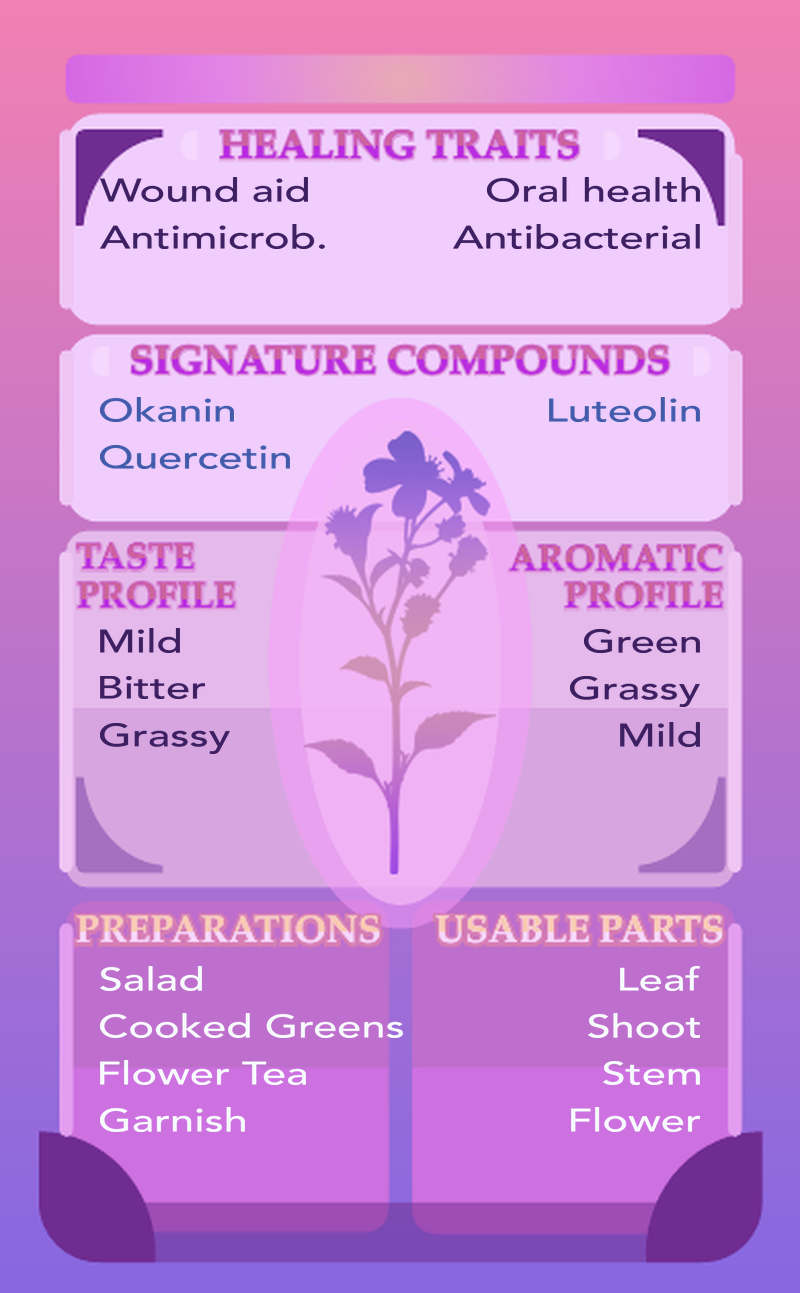 HEALING TRAITS
Wound aid
Oral health
Antimicrob.
Antibacterial
SIGNATURE COMPOUNDS
Okanin
Luteolin
Quercetin
TASTE
PROFILE
Mild
Bitter
Grassy
AROMATIC
PROFILE
Green
Grassy
Mild
PREPARATIONS
Salad
Cooked Greens
Flower Tea
Garnish
USABLE PARTS
Leaf
Shoot
Stem
Flower